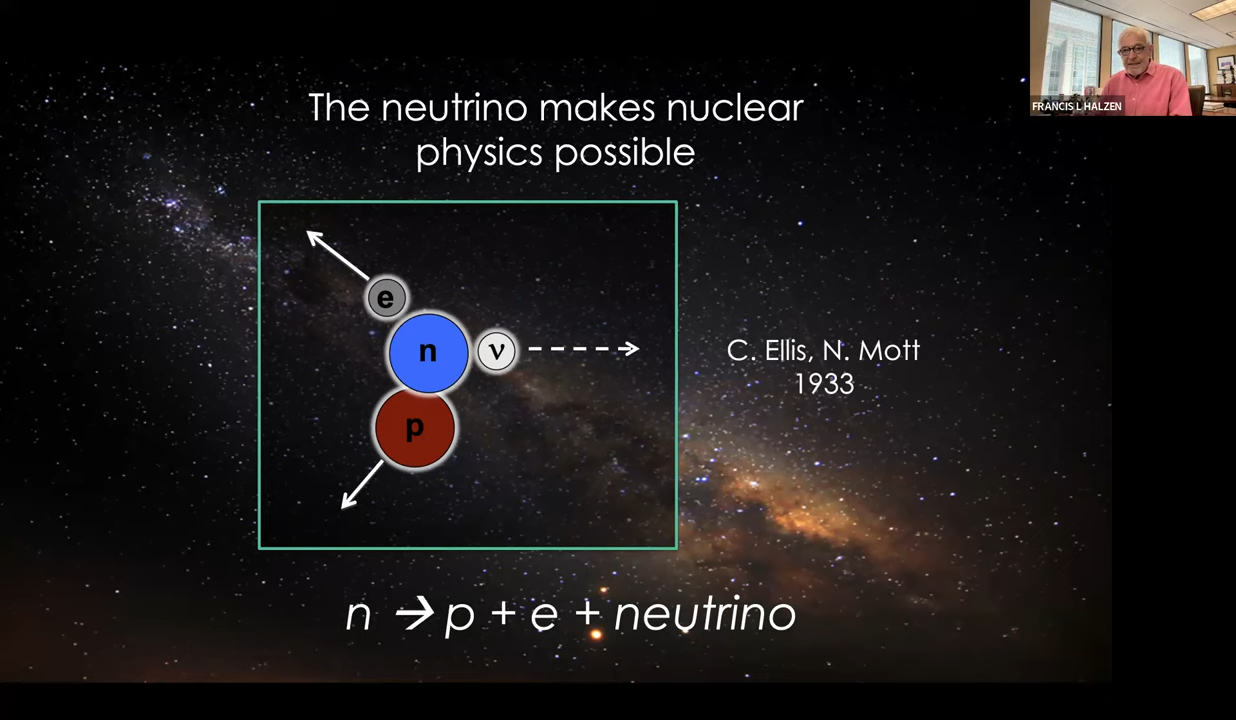 FRANCIS L HALZEN
The neutrino makes nuclear
physics possible
e
n
ν
p
C. Ellis, N. Mott
1933
n → p + e + neutrino